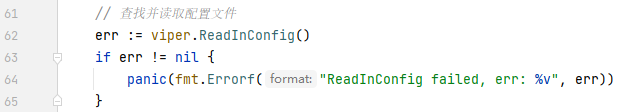 61 // 查找并读取配置文件
62 err := viper.ReadInConfig()
63 if err != nil {
64 panic(fmt.Errorf( format: "ReadInConfig failed, err: %v", err))
65 }